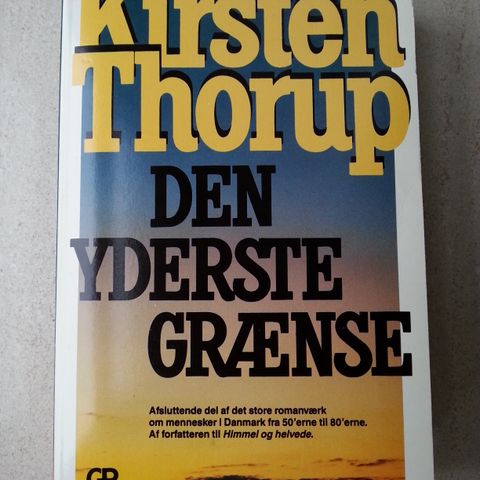 Kirsten
Thorup
DEN
YDERSTE
GRÆNSE
Afsluttende del af det store romanværk
om mennesker i Danmark fra 50'erne til 80'erne.
Af forfatteren til Himmel og helvede.